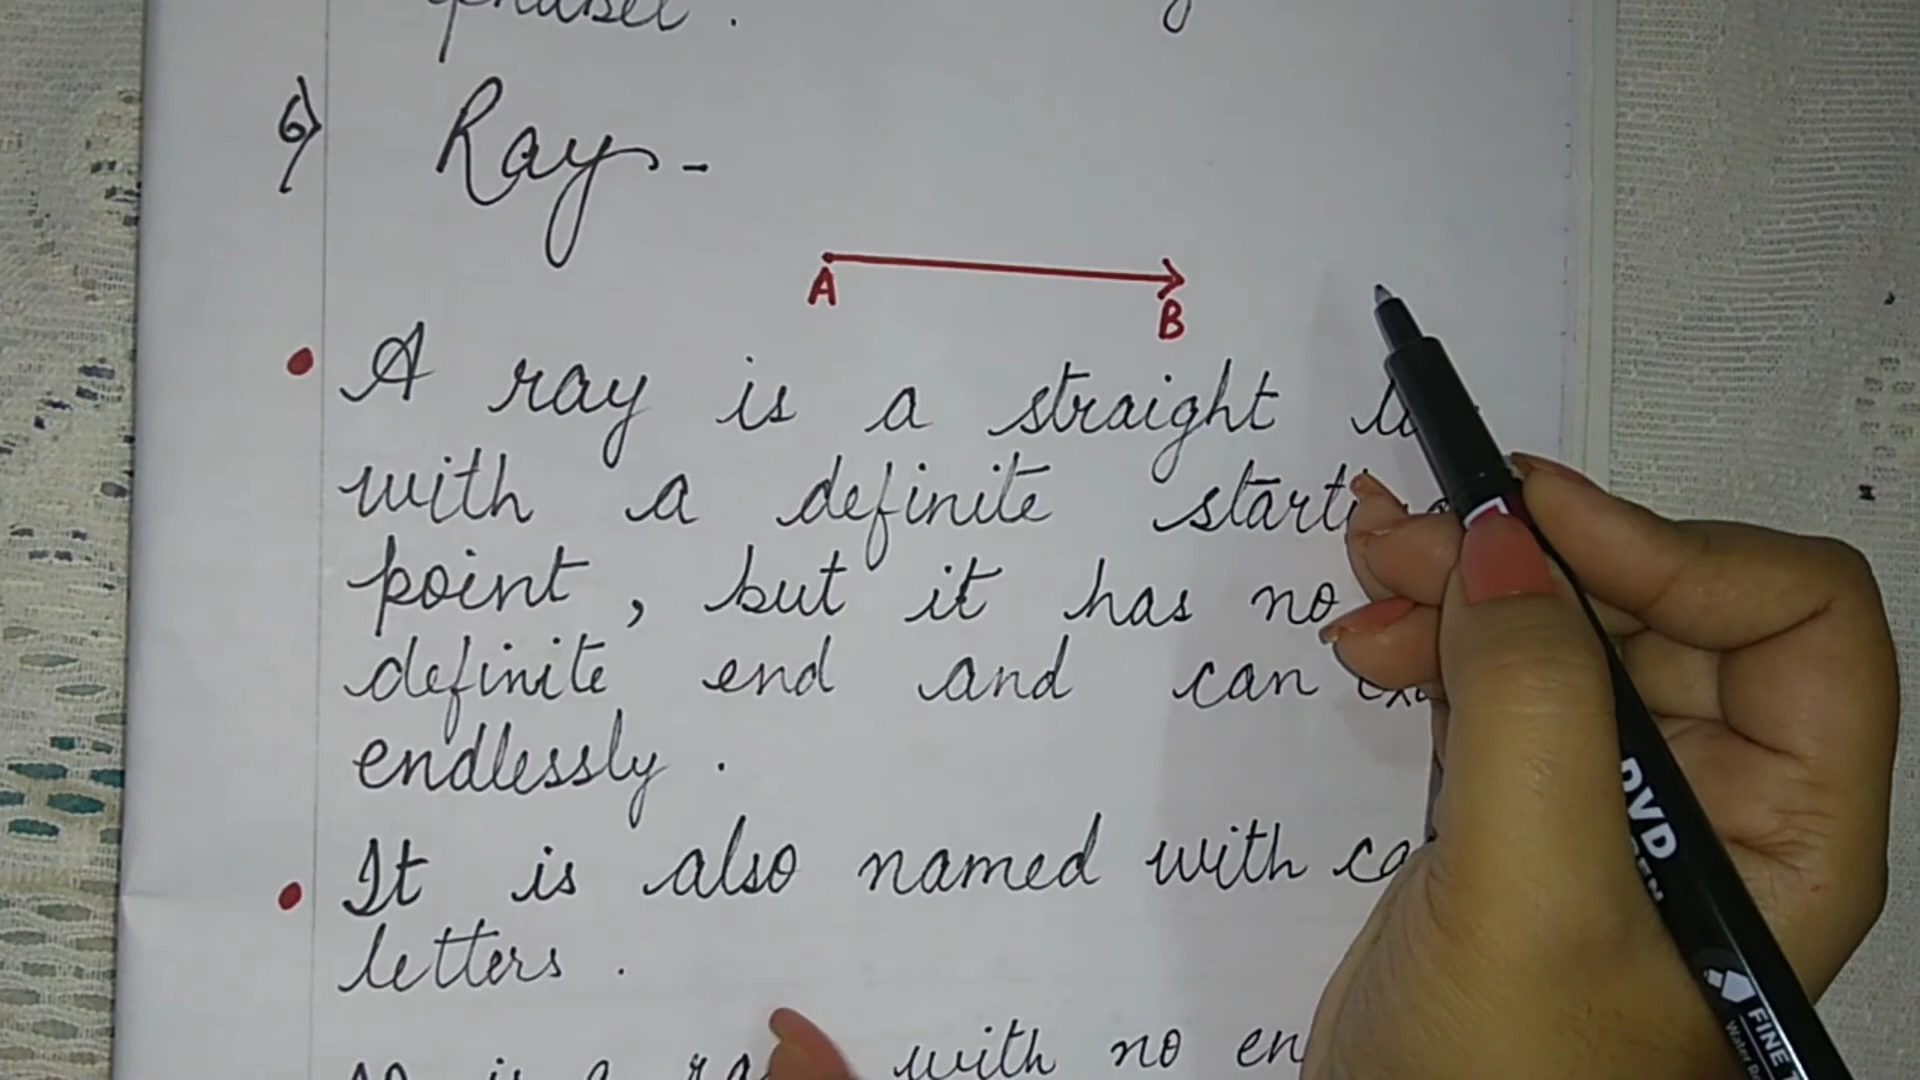 6) Ray -
A B
A ray is a straight
with a definite
point, but it has no
definite end and can
endlessly.
It is also named with
letters.
is a with no
DVD
FINE